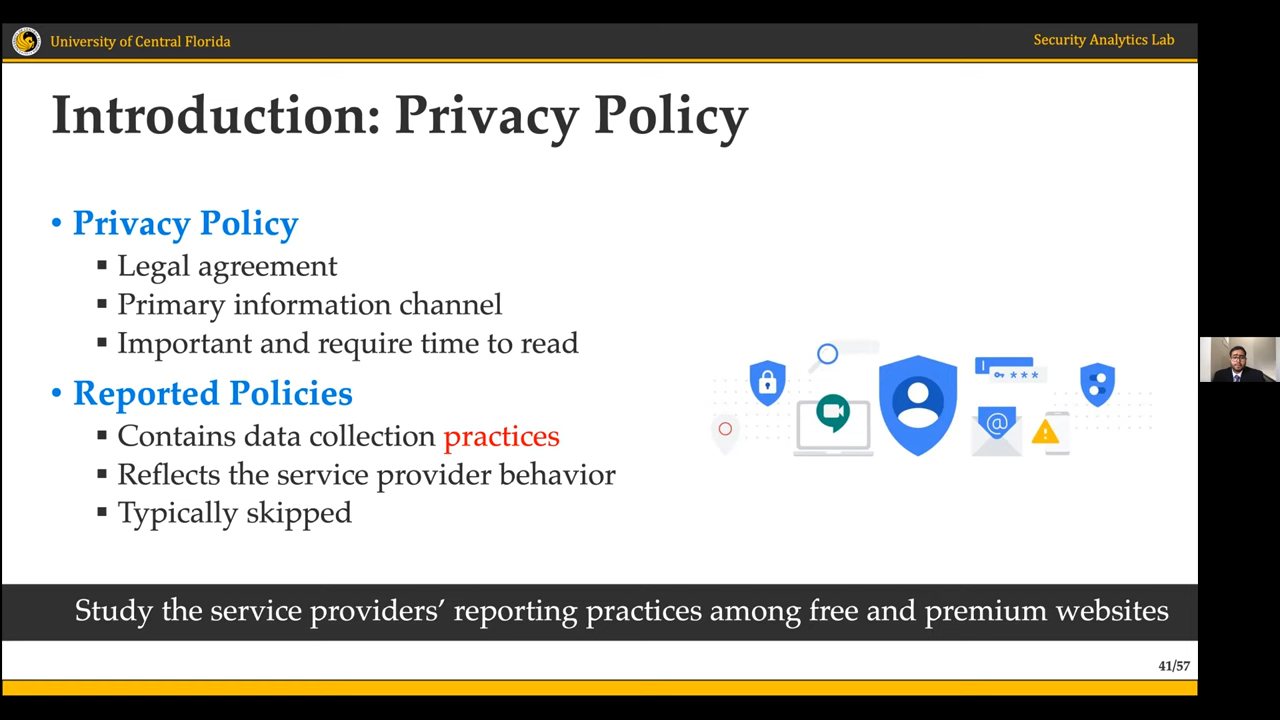 University of Central Florida
Security Analytics Lab
Introduction: Privacy Policy
• Privacy Policy
▪ Legal agreement
▪ Primary information channel
▪ Important and require time to read
• Reported Policies
▪ Contains data collection practices
▪ Reflects the service provider behavior
▪ Typically skipped
***
@
Study the service providers’ reporting practices among free and premium websites
41/57